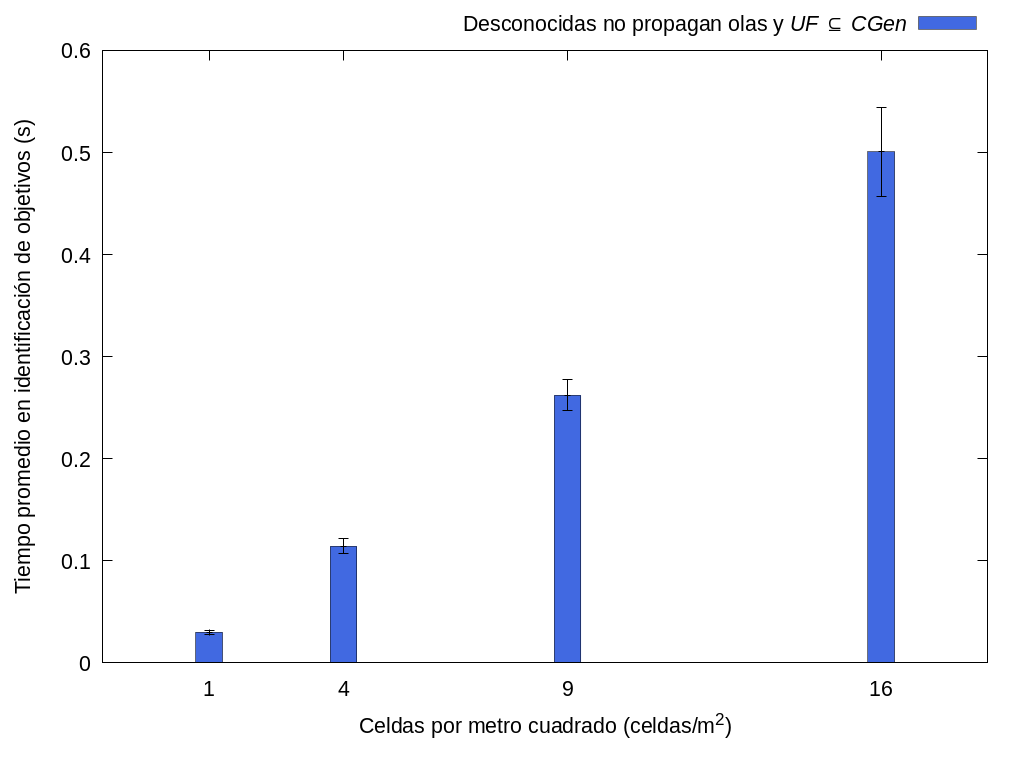 Desconocidas no propagan olas y UF ⊆ CGen
0.6
0.5
0.4
0.3
0.2
0.1
0
Tiempo promedio en identificación de objetivos (s)
1 4 9 16
Celdas por metro cuadrado (celdas/m²)